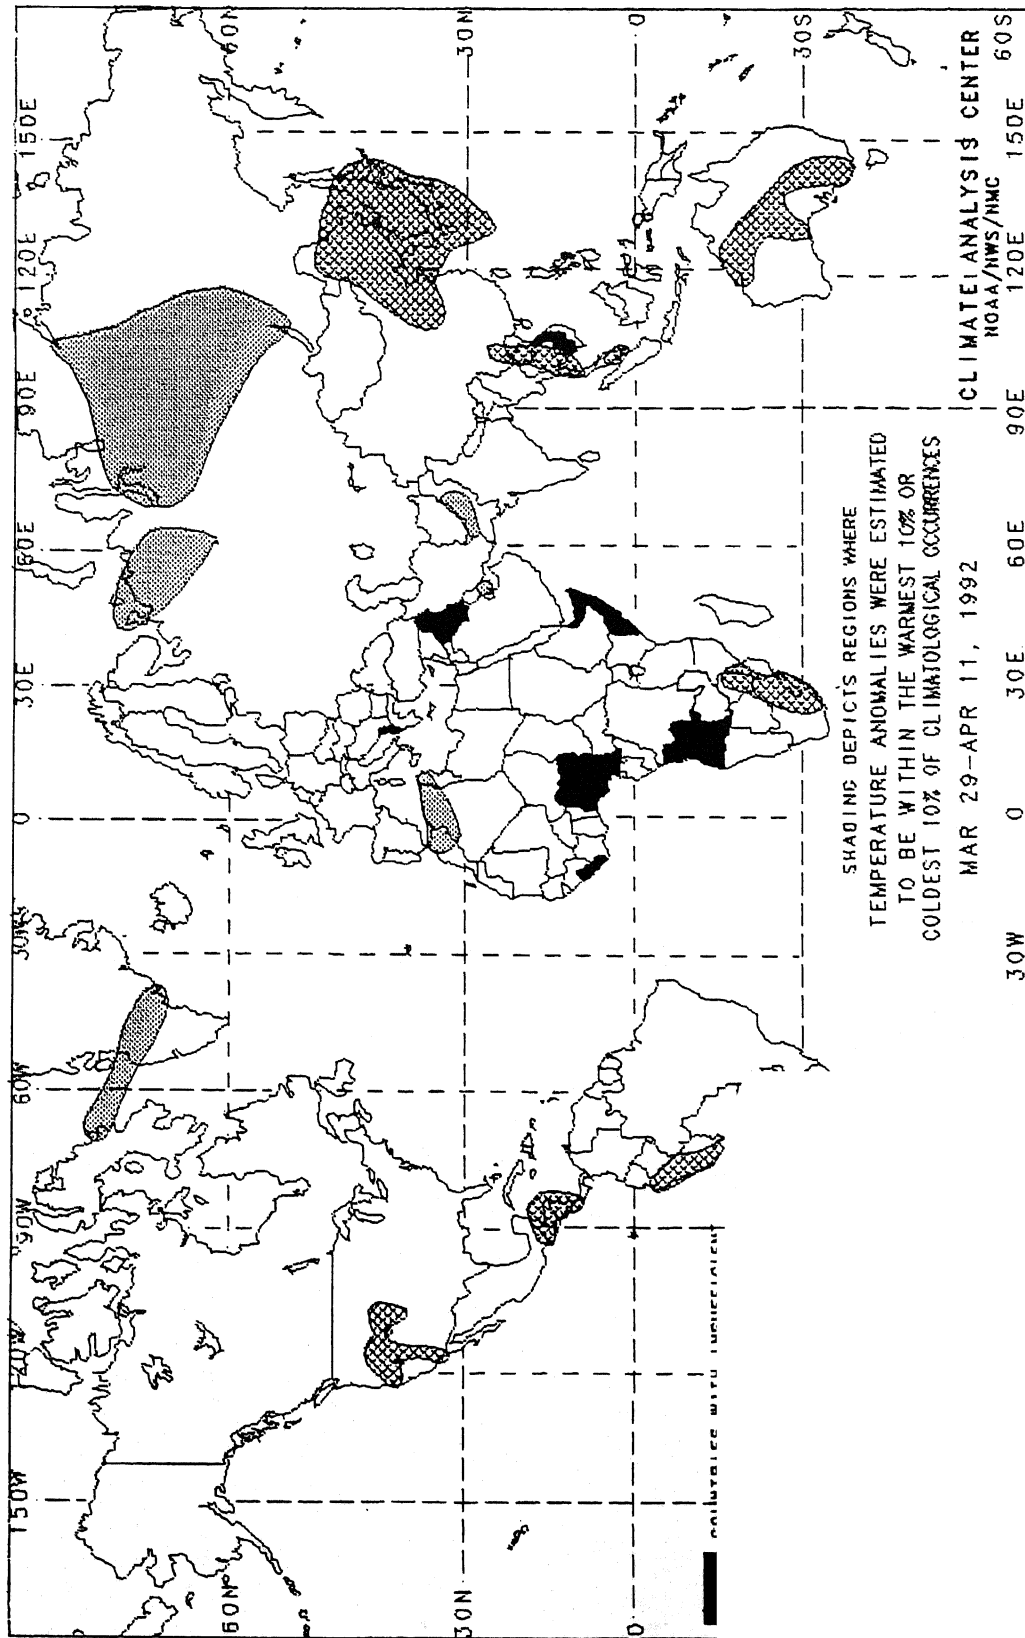 150W
120W
90W
60W
30W
0
30E
60E
90E
120E
150E
60N
60N
30N
30N
0
0
30S
60S
SHADING DEPICTS REGIONS WHERE
TEMPERATURE ANOMALIES WERE ESTIMATED
TO BE WITHIN THE WARMEST 10% OR
COLDEST 10% OF CLIMATOLOGICAL OCCURRENCES
MAR 29-APR 11, 1992
CLIMATE ANALYSIS CENTER
NOAA/NWS/NMC
COUNTRIES WITH INSUFFICIENT
30W
0
30E
60E
90E
120E
150E